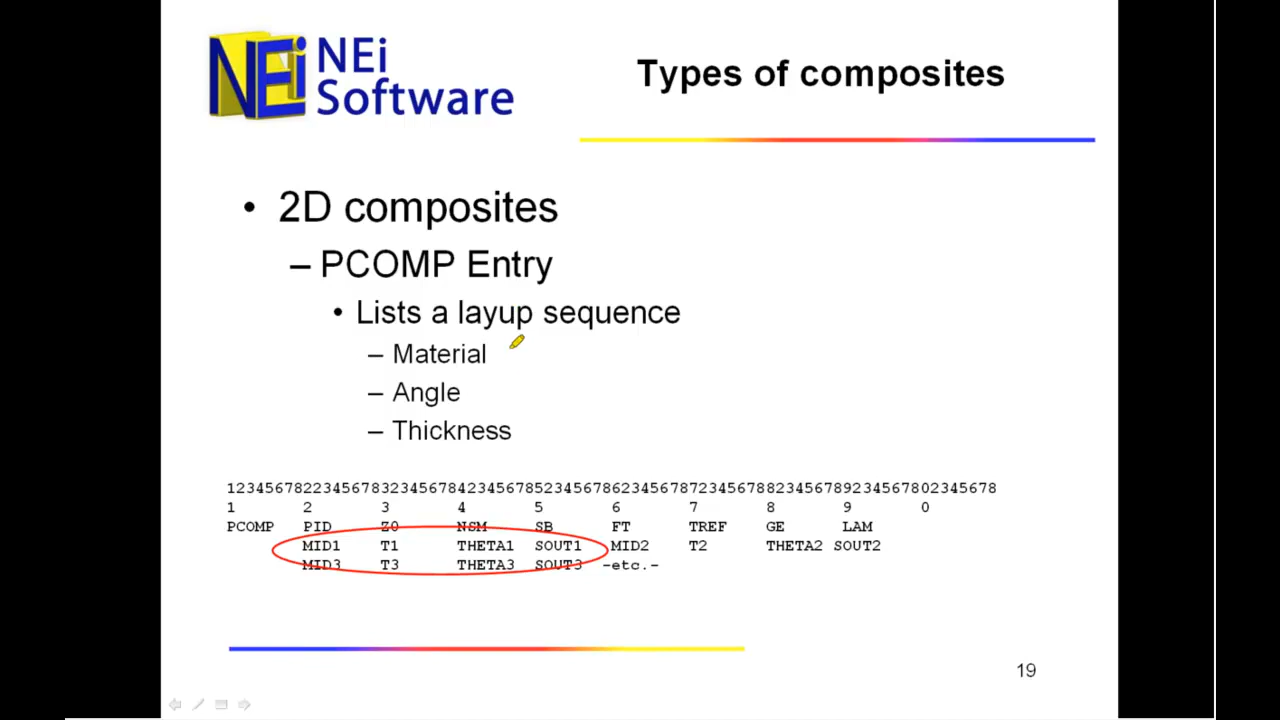 NEi
NEi
Software
Types of composites
• 2D composites
– PCOMP Entry
• Lists a layup sequence
– Material
– Angle
– Thickness
12345678223456783234567842345678523456786234567872345678823456789234567802345678
1 2 3 4 5 6 7 8 9 0
PCOMP PID Z0 NSM SB FT TREF GE LAM
MID1 T1 THETA1 SOUT1 MID2 T2 THETA2 SOUT2
MID3 T3 THETA3 SOUT3 -etc.-
19